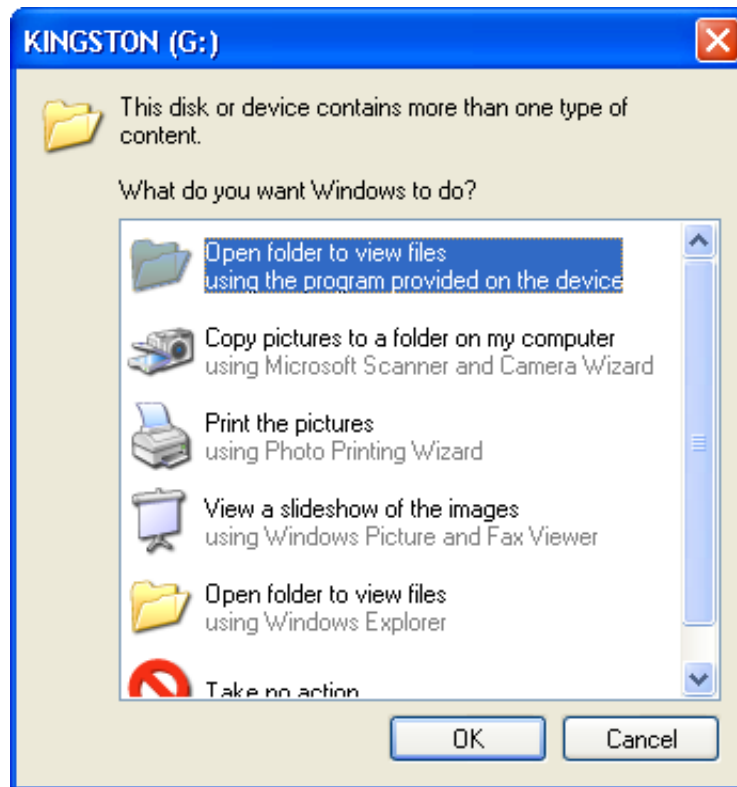 KINGSTON (G:)
This disk or device contains more than one type of
content.
What do you want Windows to do?
Open folder to view files
using the program provided on the device
Copy pictures to a folder on my computer
using Microsoft Scanner and Camera Wizard
Print the pictures
using Photo Printing Wizard
View a slideshow of the images
using Windows Picture and Fax Viewer
Open folder to view files
using Windows Explorer
Take no action
OK
Cancel